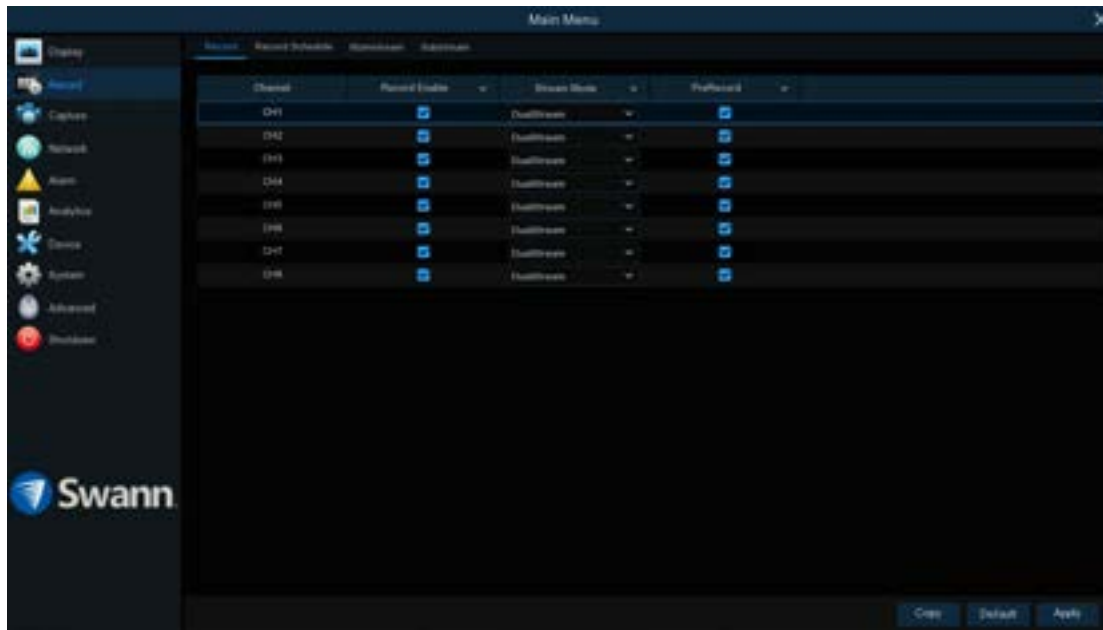 Main Menu
Display
Record
Capture
Network
Alarm
Analytics
Device
System
Advanced
Shutdown
Swann
Record Record Schedule Mainstream Substream
Channel Record Enable Stream Mode PreRecord
CH1 DualStream
CH2 DualStream
CH3 DualStream
CH4 DualStream
CH5 DualStream
CH6 DualStream
CH7 DualStream
CH8 DualStream
Copy Default Apply